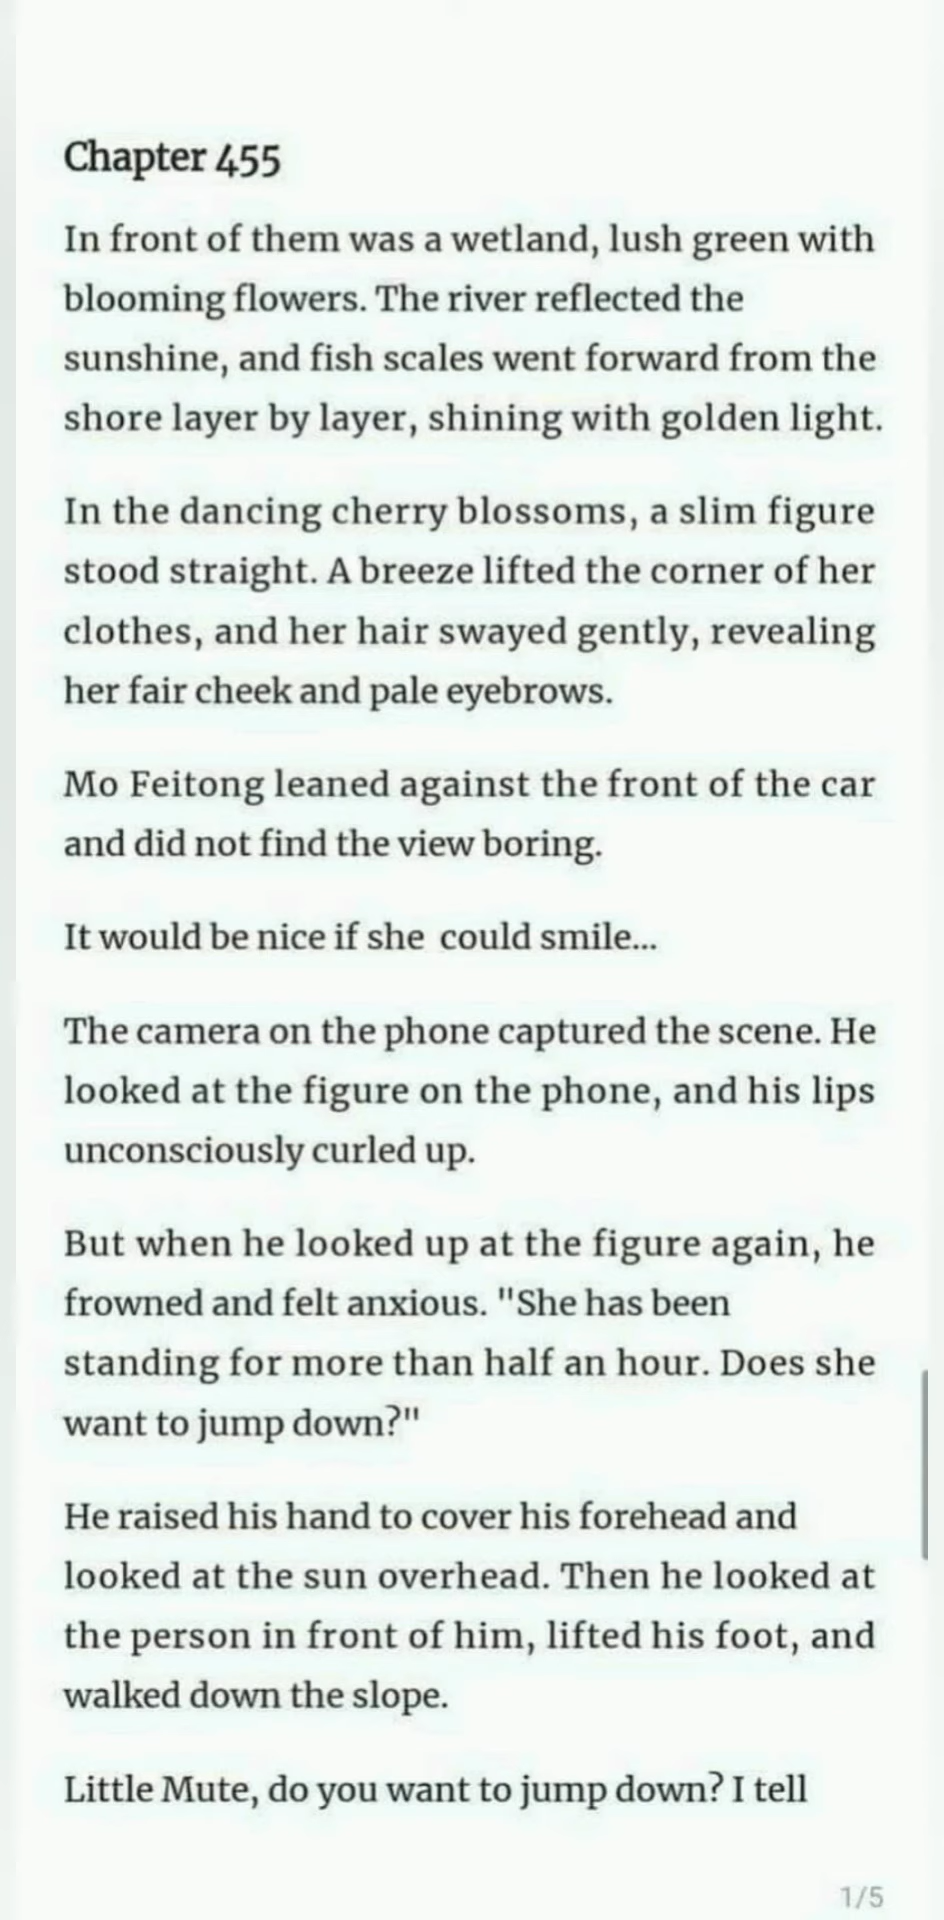 Chapter 455
In front of them was a wetland, lush green with
blooming flowers. The river reflected the
sunshine, and fish scales went forward from the
shore layer by layer, shining with golden light.
In the dancing cherry blossoms, a slim figure
stood straight. A breeze lifted the corner of her
clothes, and her hair swayed gently, revealing
her fair cheek and pale eyebrows.
Mo Feitong leaned against the front of the car
and did not find the view boring.
It would be nice if she could smile...
The camera on the phone captured the scene. He
looked at the figure on the phone, and his lips
unconsciously curled up.
But when he looked up at the figure again, he
frowned and felt anxious. "She has been
standing for more than half an hour. Does she
want to jump down?"
He raised his hand to cover his forehead and
looked at the sun overhead. Then he looked at
the person in front of him, lifted his foot, and
walked down the slope.
Little Mute, do you want to jump down? I tell
1/5